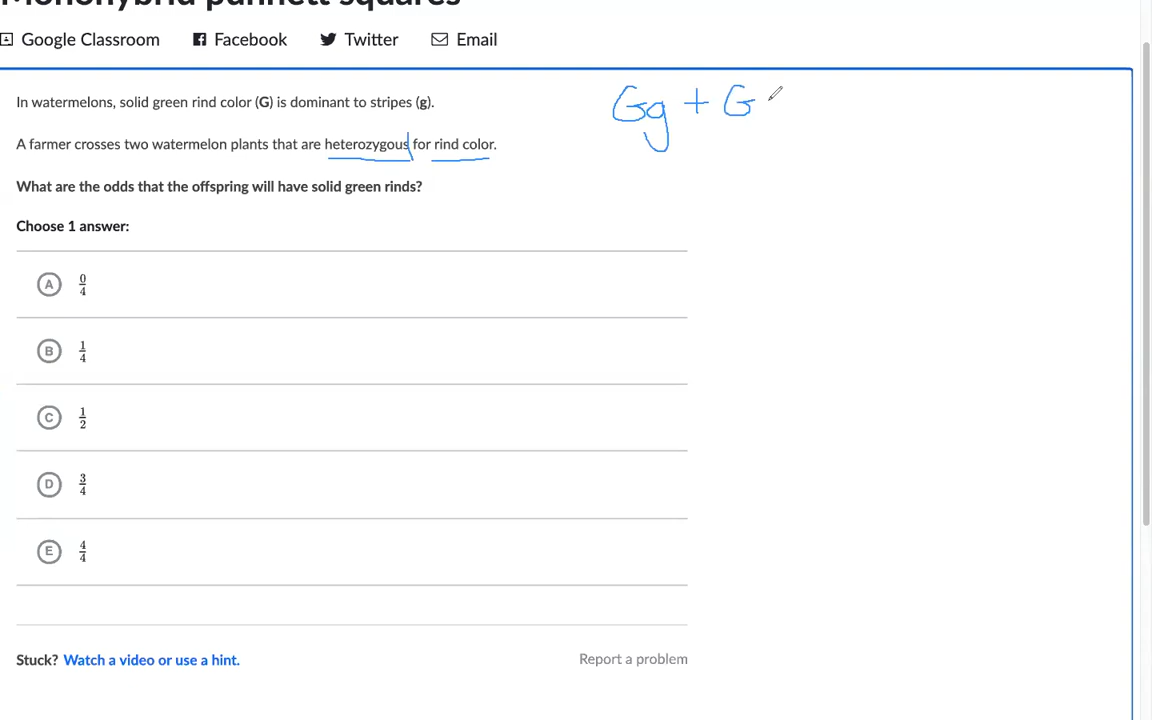 Monohybrid punnett squares
Google Classroom Facebook Twitter Email
In watermelons, solid green rind color (G) is dominant to stripes (g).
Gg + G
A farmer crosses two watermelon plants that are heterozygous for rind color.
What are the odds that the offspring will have solid green rinds?
Choose 1 answer:
A 0/4
B 1/4
C 1/2
D 3/4
E 4/4
Stuck? Watch a video or use a hint. Report a problem